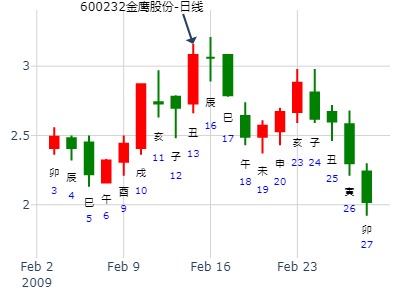 600232金鹰股份-日线
3
2.5
2
卯
3
辰
4
巳
5
午
6
酉
9
戌
10
亥
11
子
12
丑
13
辰
16
巳
17
午
18
未
19
申
20
亥
23
子
24
丑
25
寅
26
卯
27
Feb 2
2009
Feb 9
Feb 16
Feb 23